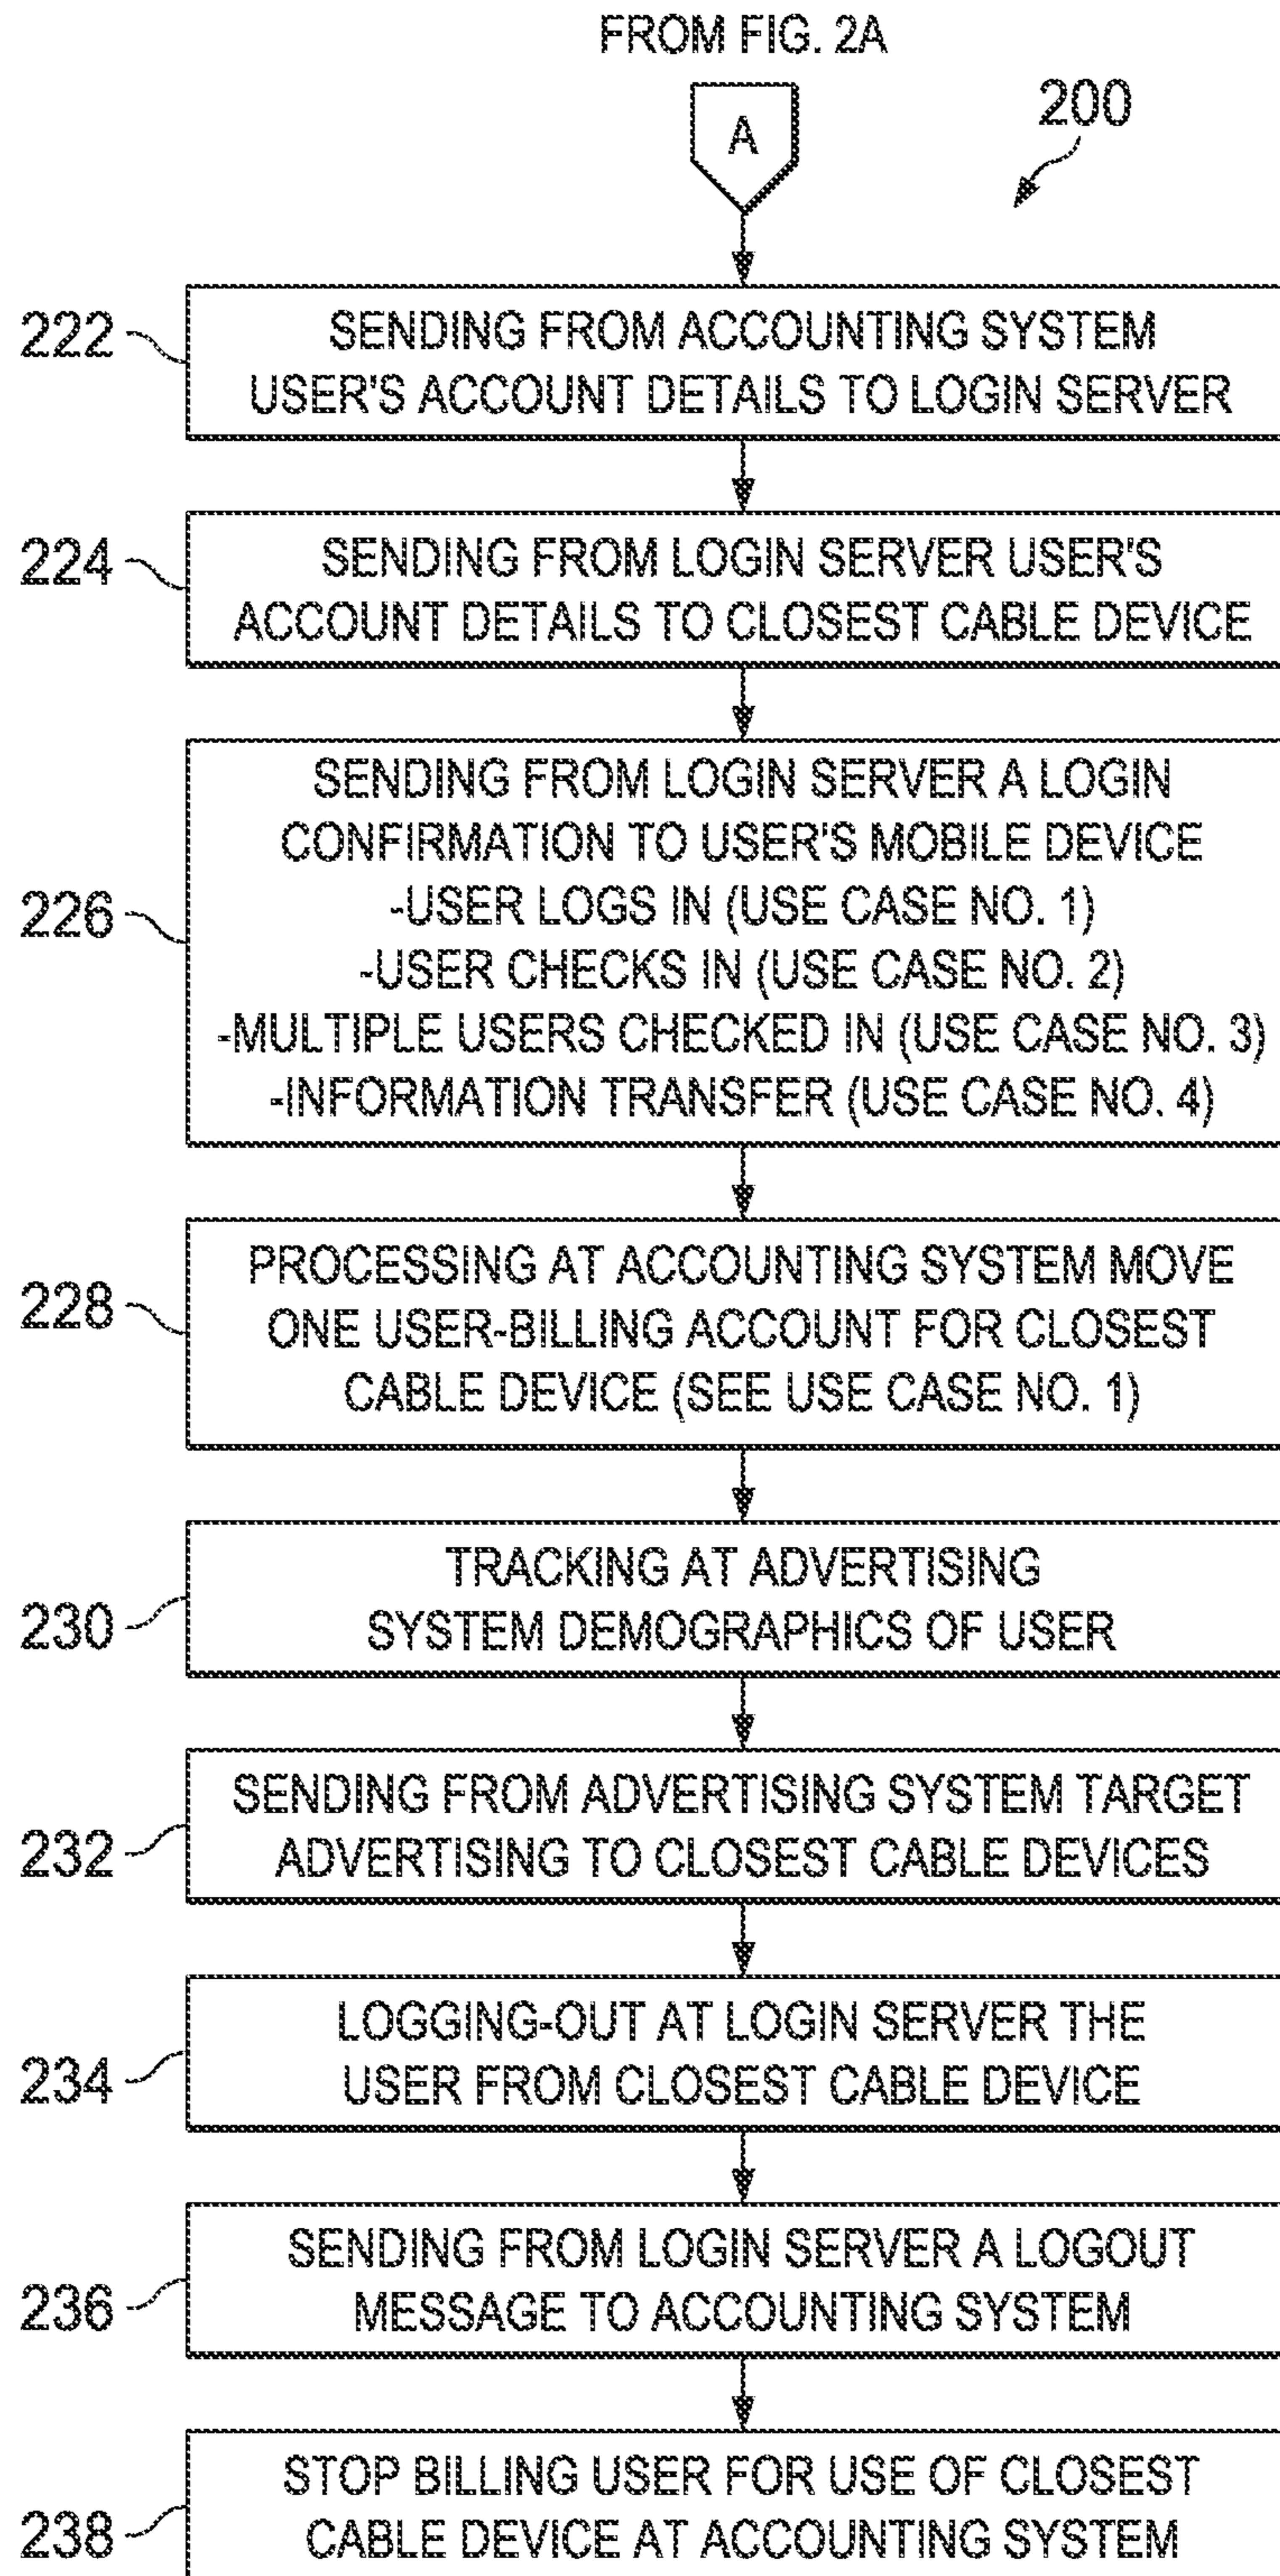 FROM FIG. 2A
A
200
222
SENDING FROM ACCOUNTING SYSTEM
USER'S ACCOUNT DETAILS TO LOGIN SERVER
224
SENDING FROM LOGIN SERVER USER'S
ACCOUNT DETAILS TO CLOSEST CABLE DEVICE
226
SENDING FROM LOGIN SERVER A LOGIN
CONFIRMATION TO USER'S MOBILE DEVICE
-USER LOGS IN (USE CASE NO. 1)
-USER CHECKS IN (USE CASE NO. 2)
-MULTIPLE USERS CHECKED IN (USE CASE NO. 3)
-INFORMATION TRANSFER (USE CASE NO. 4)
228
PROCESSING AT ACCOUNTING SYSTEM MOVE
ONE USER-BILLING ACCOUNT FOR CLOSEST
CABLE DEVICE (SEE USE CASE NO. 1)
230
TRACKING AT ADVERTISING
SYSTEM DEMOGRAPHICS OF USER
232
SENDING FROM ADVERTISING SYSTEM TARGET
ADVERTISING TO CLOSEST CABLE DEVICES
234
LOGGING-OUT AT LOGIN SERVER THE
USER FROM CLOSEST CABLE DEVICE
236
SENDING FROM LOGIN SERVER A LOGOUT
MESSAGE TO ACCOUNTING SYSTEM
238
STOP BILLING USER FOR USE OF CLOSEST
CABLE DEVICE AT ACCOUNTING SYSTEM